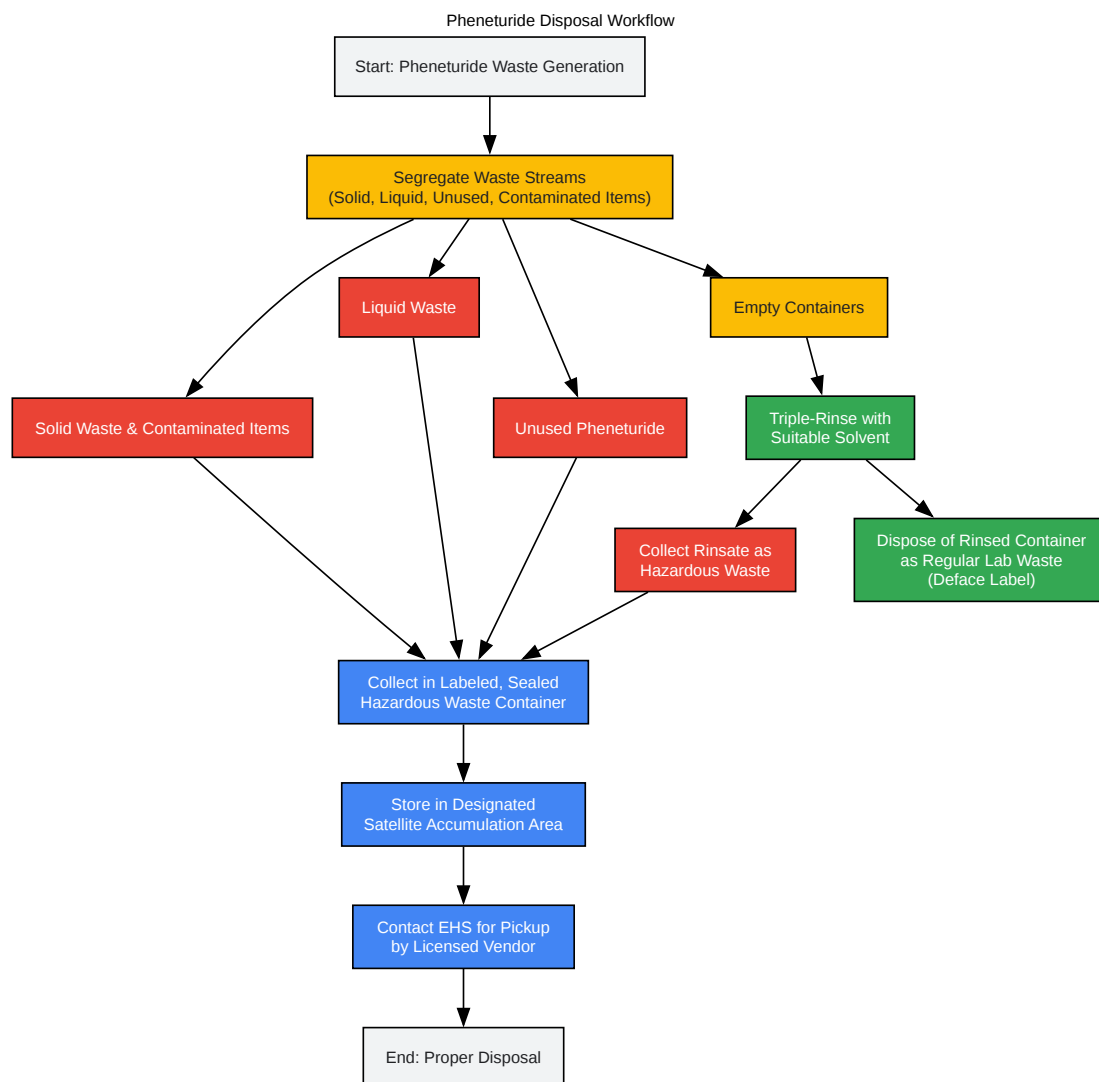 Pheneturide Disposal Workflow
Start: Pheneturide Waste Generation
Segregate Waste Streams
(Solid, Liquid, Unused, Contaminated Items)
Liquid Waste
Empty Containers
Solid Waste & Contaminated Items
Unused Pheneturide
Triple-Rinse with
Suitable Solvent
Collect Rinsate as
Hazardous Waste
Dispose of Rinsed Container
as Regular Lab Waste
(Deface Label)
Collect in Labeled, Sealed
Hazardous Waste Container
Store in Designated
Satellite Accumulation Area
Contact EHS for Pickup
by Licensed Vendor
End: Proper Disposal